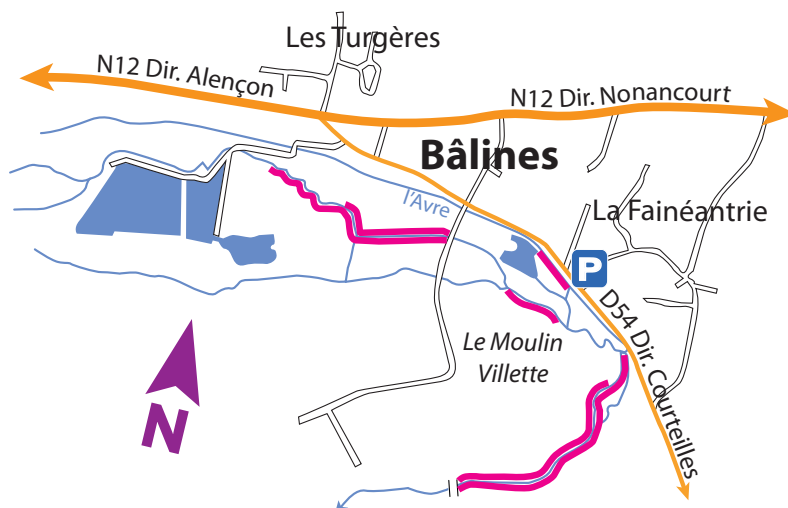 Les Turgères
N12 Dir. Alençon
N12 Dir. Nonancourt
Bâlines
l'Avre
La Fainéantrie
P
D54 Dir. Courteilles
Le Moulin
Villette
N